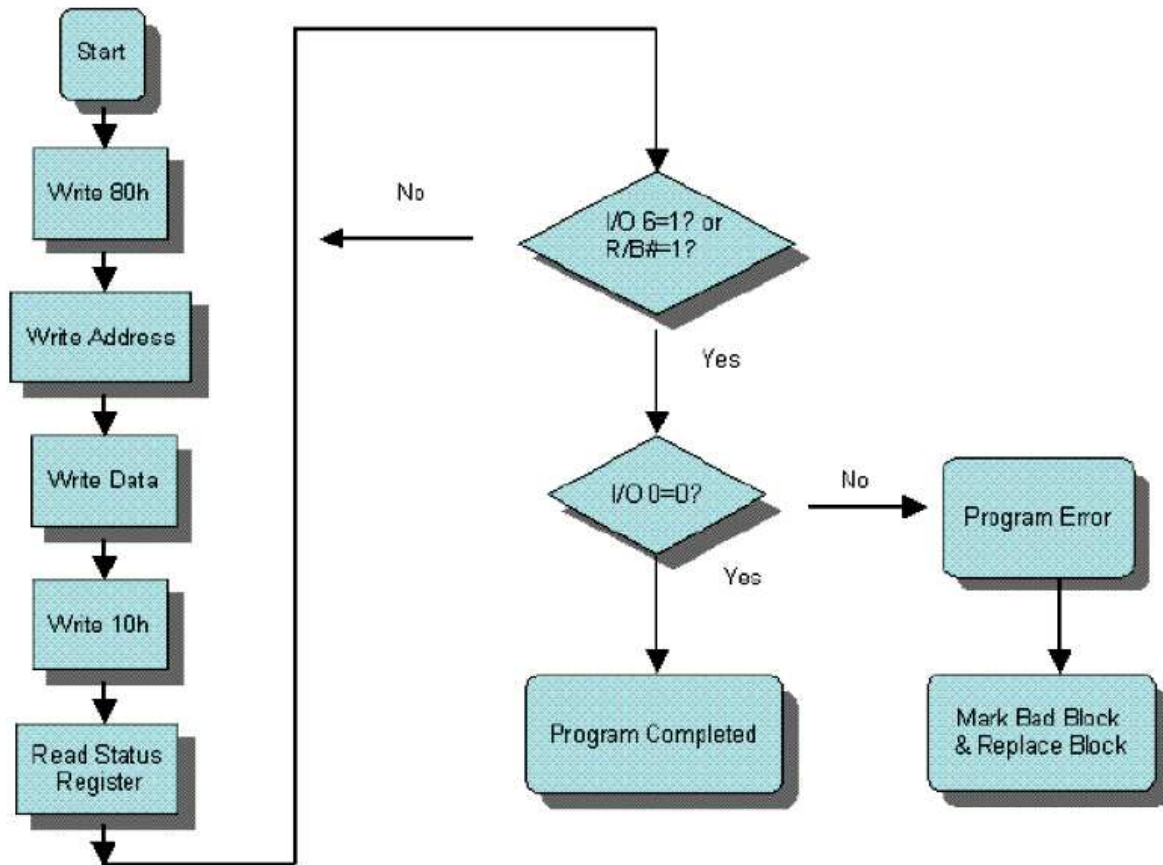 Start
Write 80h
Write Address
Write Data
Write 10h
Read Status
Register
No
I/O 6=1? or
R/B#=1?
Yes
I/O 0=0?
No
Yes
Program Error
Program Completed
Mark Bad Block
& Replace Block